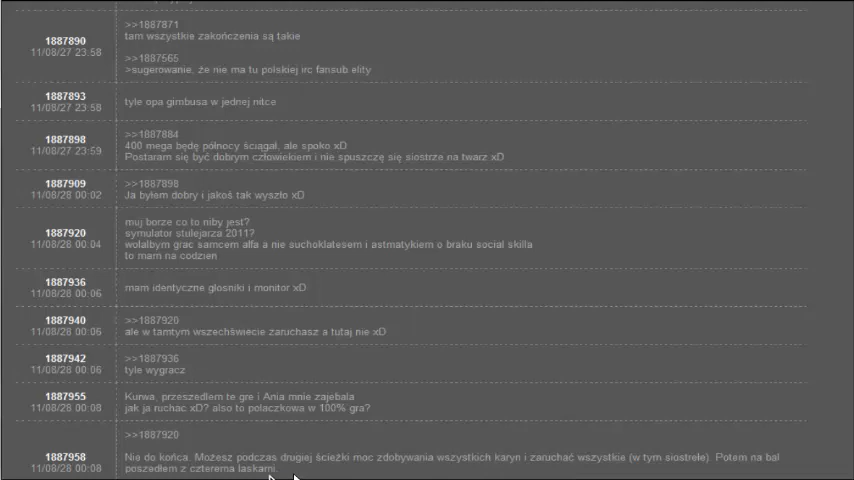 >>1887871
1887890
tam wszystkie zakończenia są takie
11/08/27 23:58
>>1887565
>sugerowanie, że nie ma tu polskiej irc fansub elity
1887893
tyle opa gimbusa w jednej nitce
11/08/27 23:58
>>1887884
1887898
400 mega będę północy ściągał, ale spoko xD
11/08/27 23:59
Postaram się być dobrym człowiekiem i nie spuszczę się siostrze na twarz xD
1887909
>>1887898
11/08/28 00:02
Ja byłem dobry i jakoś tak wyszło xD
muj borze co to niby jest?
1887920
symulator stulejarza 2011?
11/08/28 00:04
wolalbym grac samcem alfa a nie suchoklatesem i astmatykiem o braku social skilla
to mam na codzien
1887936
mam identyczne glosniki i monitor xD
11/08/28 00:06
1887940
>>1887920
11/08/28 00:06
ale w tamtym wszechświecie zaruchasz a tutaj nie xD
1887942
>>1887936
11/08/28 00:06
tyle wygracz
1887955
Kurwa, przeszedlem te gre i Ania mnie zajebala
11/08/28 00:08
jak ja ruchac xD? also to polaczkowa w 100% gra?
>>1887920
1887958
Nie do końca. Możesz podczas drugiej ścieżki moc zdobywania wszystkich karyn i zaruchać wszystkie (w tym siostrełe). Potem na bal
11/08/28 00:08
poszedłem z czterema laskami.